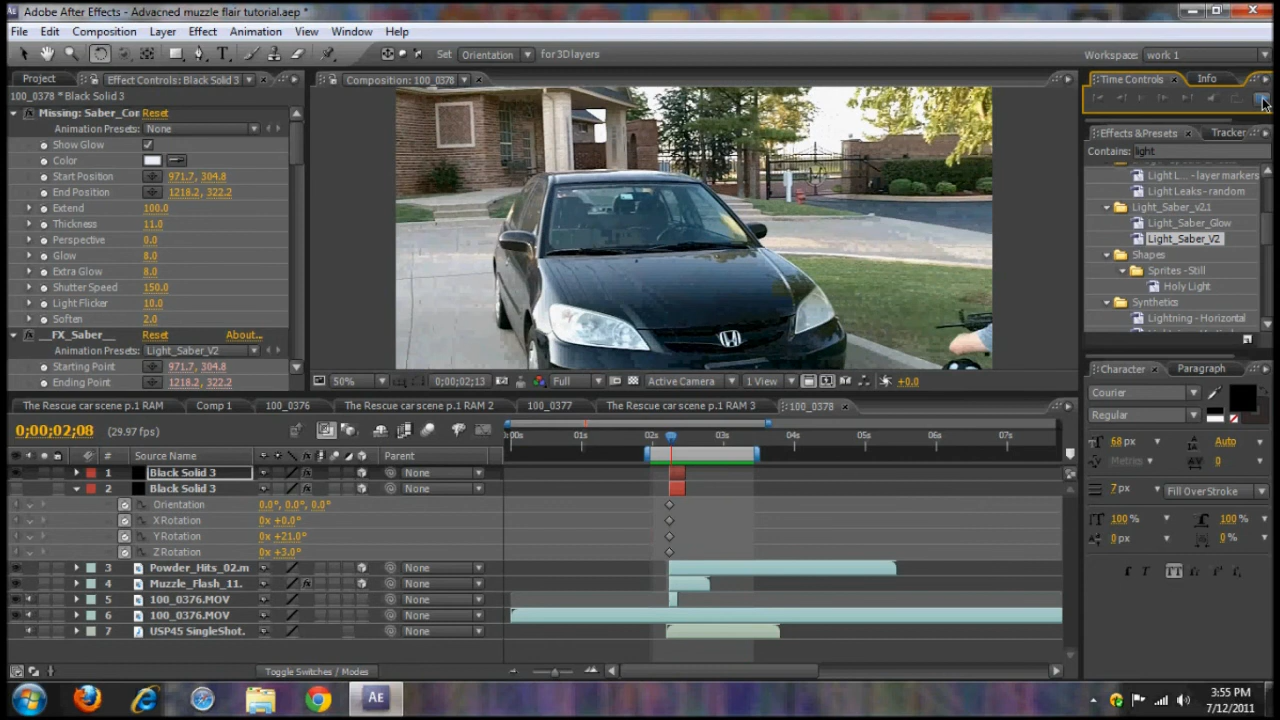 Adobe After Effects - Advacned muzzle flair tutorial.aep *
File Edit Composition Layer Effect Animation View Window Help
Set Orientation for 3D layers
Workspace: work 1
Project Effect Controls: Black Solid 3
Composition: 100_0378
Time Controls Info
100_0378 * Black Solid 3
Missing: Saber_Con Reset
Animation Presets: None
Show Glow
Color
Start Position 971.7, 304.8
End Position 1218.2, 322.2
Extend 100.0
Thickness 11.0
Perspective 0.0
Glow 8.0
Extra Glow 8.0
Shutter Speed 150.0
Light Flicker 10.0
Soften 2.0
__FX_Saber__ Reset About...
Animation Presets: Light_Saber_V2
Starting Point 971.7, 304.8
Ending Point 1218.2, 322.2
50% 0;00;02;13 Full Active Camera 1 View +0.0
Effects & Presets Tracker
Contains: light
Light L... - layer markers
Light Leaks - random
Light_Saber_v2.1
Light_Saber_Glow
Light_Saber_V2
Shapes
Sprites - Still
Holy Light
Synthetics
Lightning - Horizontal
Character Paragraph
Courier
Regular
68 px Auto
Metrics 0
7 px Fill Over Stroke
100 % 100 %
0 px 0 %
The Rescue car scene p.1 RAM Comp 1 100_0376 The Rescue car scene p.1 RAM 2 100_0377 The Rescue car scene p.1 RAM 3 100_0378
0;00;02;08 (29.97 fps)
0:00s 01s 02s 03s 04s 05s 06s 07s
# Source Name Parent
1 Black Solid 3 None
2 Black Solid 3 None
Orientation 0.0°, 0.0°, 0.0°
X Rotation 0x +0.0°
Y Rotation 0x +21.0°
Z Rotation 0x +3.0°
3 Powder_Hits_02.m None
4 Muzzle_Flash_11. None
5 100_0376.MOV None
6 100_0376.MOV None
7 USP45 SingleShot. None
Toggle Switches / Modes
3:55 PM
7/12/2011